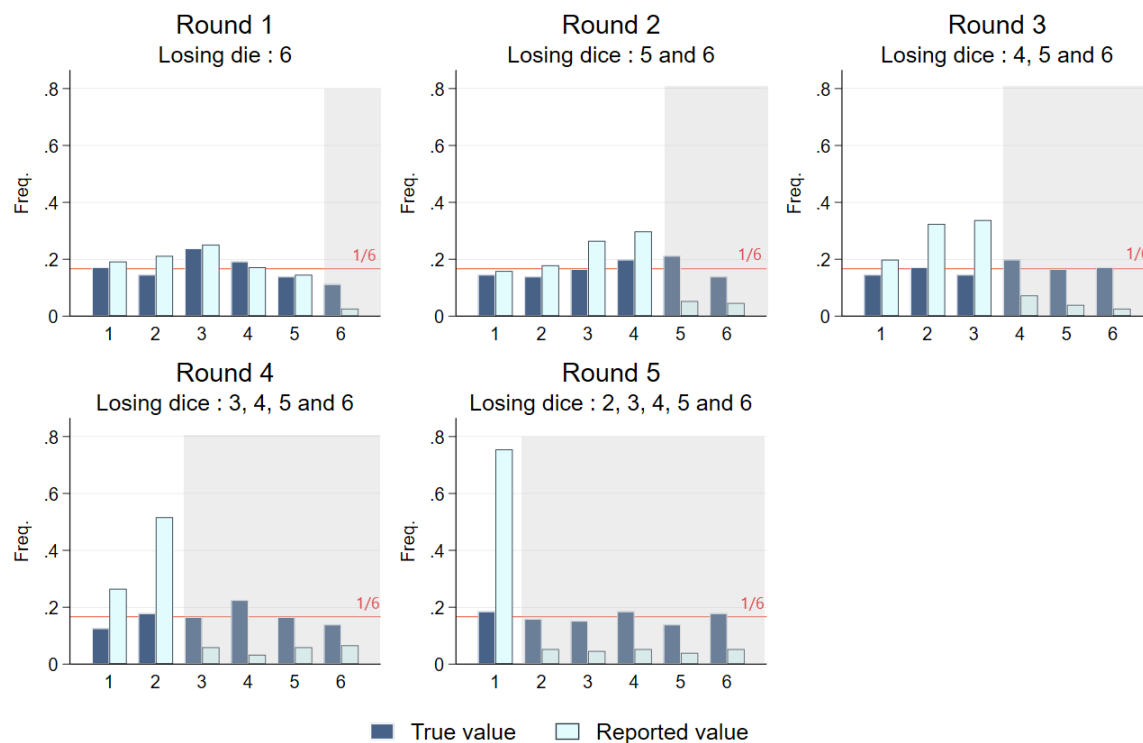 Round 1
Losing die : 6
Freq.
.8
.6
.4
.2
0
1/6
1 2 3 4 5 6
Round 2
Losing dice : 5 and 6
Freq.
.8
.6
.4
.2
0
1/6
1 2 3 4 5 6
Round 3
Losing dice : 4, 5 and 6
Freq.
.8
.6
.4
.2
0
1/6
1 2 3 4 5 6
Round 4
Losing dice : 3, 4, 5 and 6
Freq.
.8
.6
.4
.2
0
1/6
1 2 3 4 5 6
Round 5
Losing dice : 2, 3, 4, 5 and 6
Freq.
.8
.6
.4
.2
0
1/6
1 2 3 4 5 6
True value Reported value